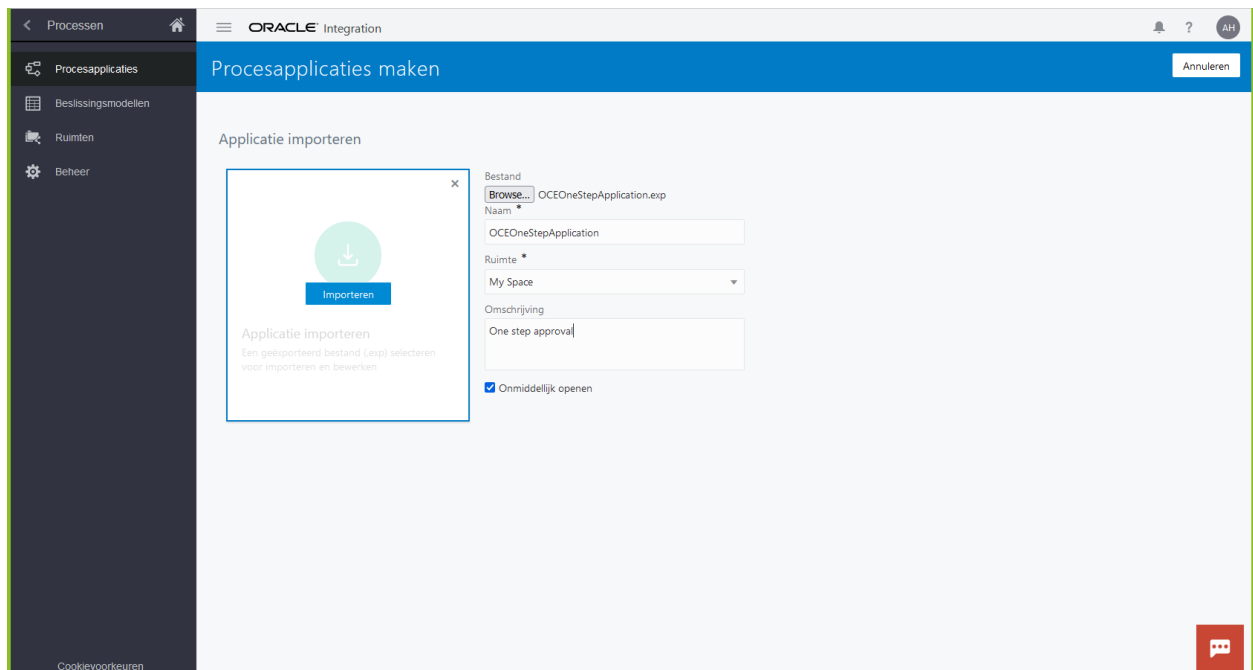 Processen
ORACLE Integration
? AH
Procesapplicaties
Procesapplicaties maken
Annuleren
Beslissingsmodellen
Ruimten
Beheer
Applicatie importeren
Importeren
Applicatie importeren
Een geëxporteerd bestand (.exp) selecteren
voor importeren en bewerken
Bestand
Browse... OCEOneStepApplication.exp
Naam *
OCEOneStepApplication
Ruimte *
My Space
Omschrijving
One step approval
Onmiddellijk openen
Cookievoorkeuren